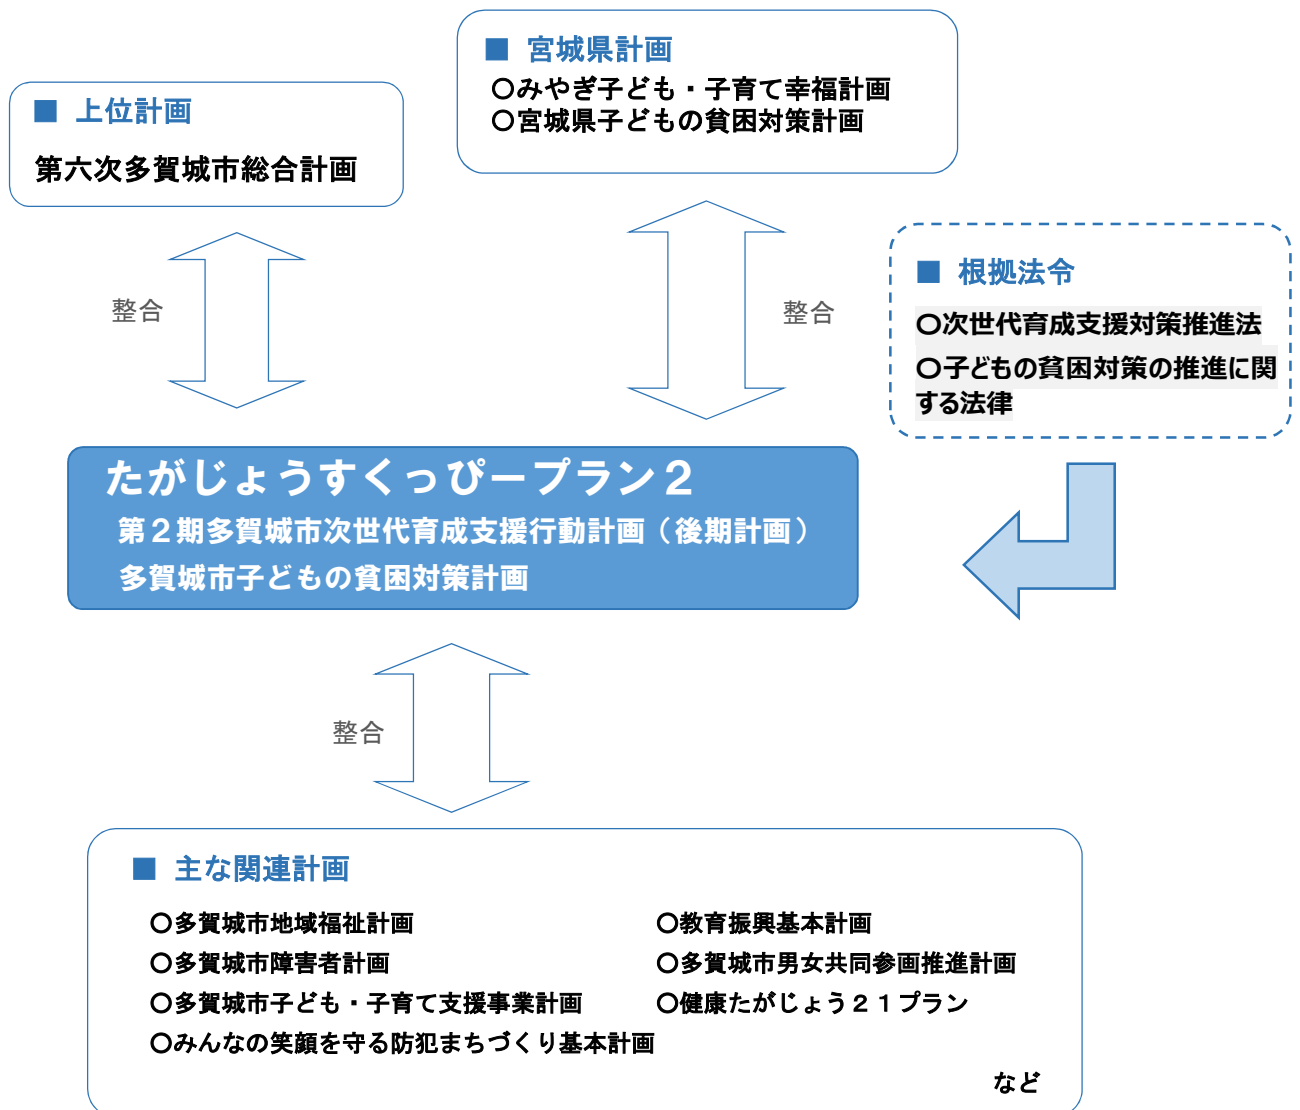 ■ 宮城県計画
○みやぎ子ども・子育て幸福計画
○宮城県子どもの貧困対策計画
■ 上位計画
第六次多賀城市総合計画
整合
整合
■ 根拠法令
○次世代育成支援対策推進法
○子どもの貧困対策の推進に関
する法律
たがじょうすくっぴープラン２
第２期多賀城市次世代育成支援行動計画（後期計画）
多賀城市子どもの貧困対策計画
整合
■ 主な関連計画
○多賀城市地域福祉計画
○教育振興基本計画
○多賀城市障害者計画
○多賀城市男女共同参画推進計画
○多賀城市子ども・子育て支援事業計画
○健康たがじょう２１プラン
○みんなの笑顔を守る防犯まちづくり基本計画
など